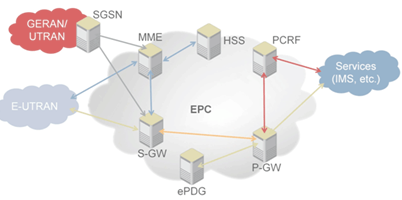 GERAN/
UTRAN
SGSN
MME
HSS
PCRF
Services
(IMS, etc.)
E-UTRAN
EPC
S-GW
ePDG
P-GW